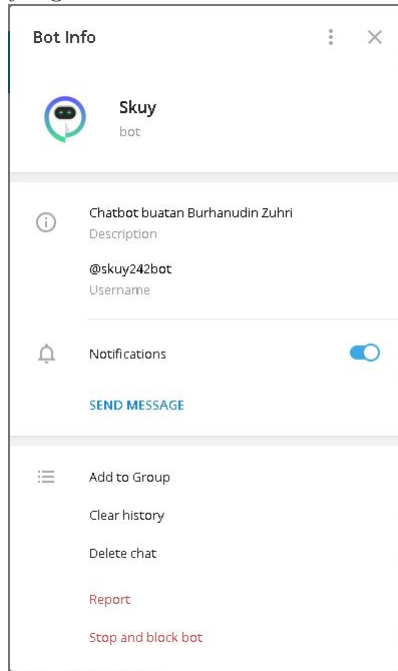 Bot Info
Skuy
bot
Chatbot buatan Burhanudin Zuhri
Description
@skuy242bot
Username
Notifications
SEND MESSAGE
Add to Group
Clear history
Delete chat
Report
Stop and block bot